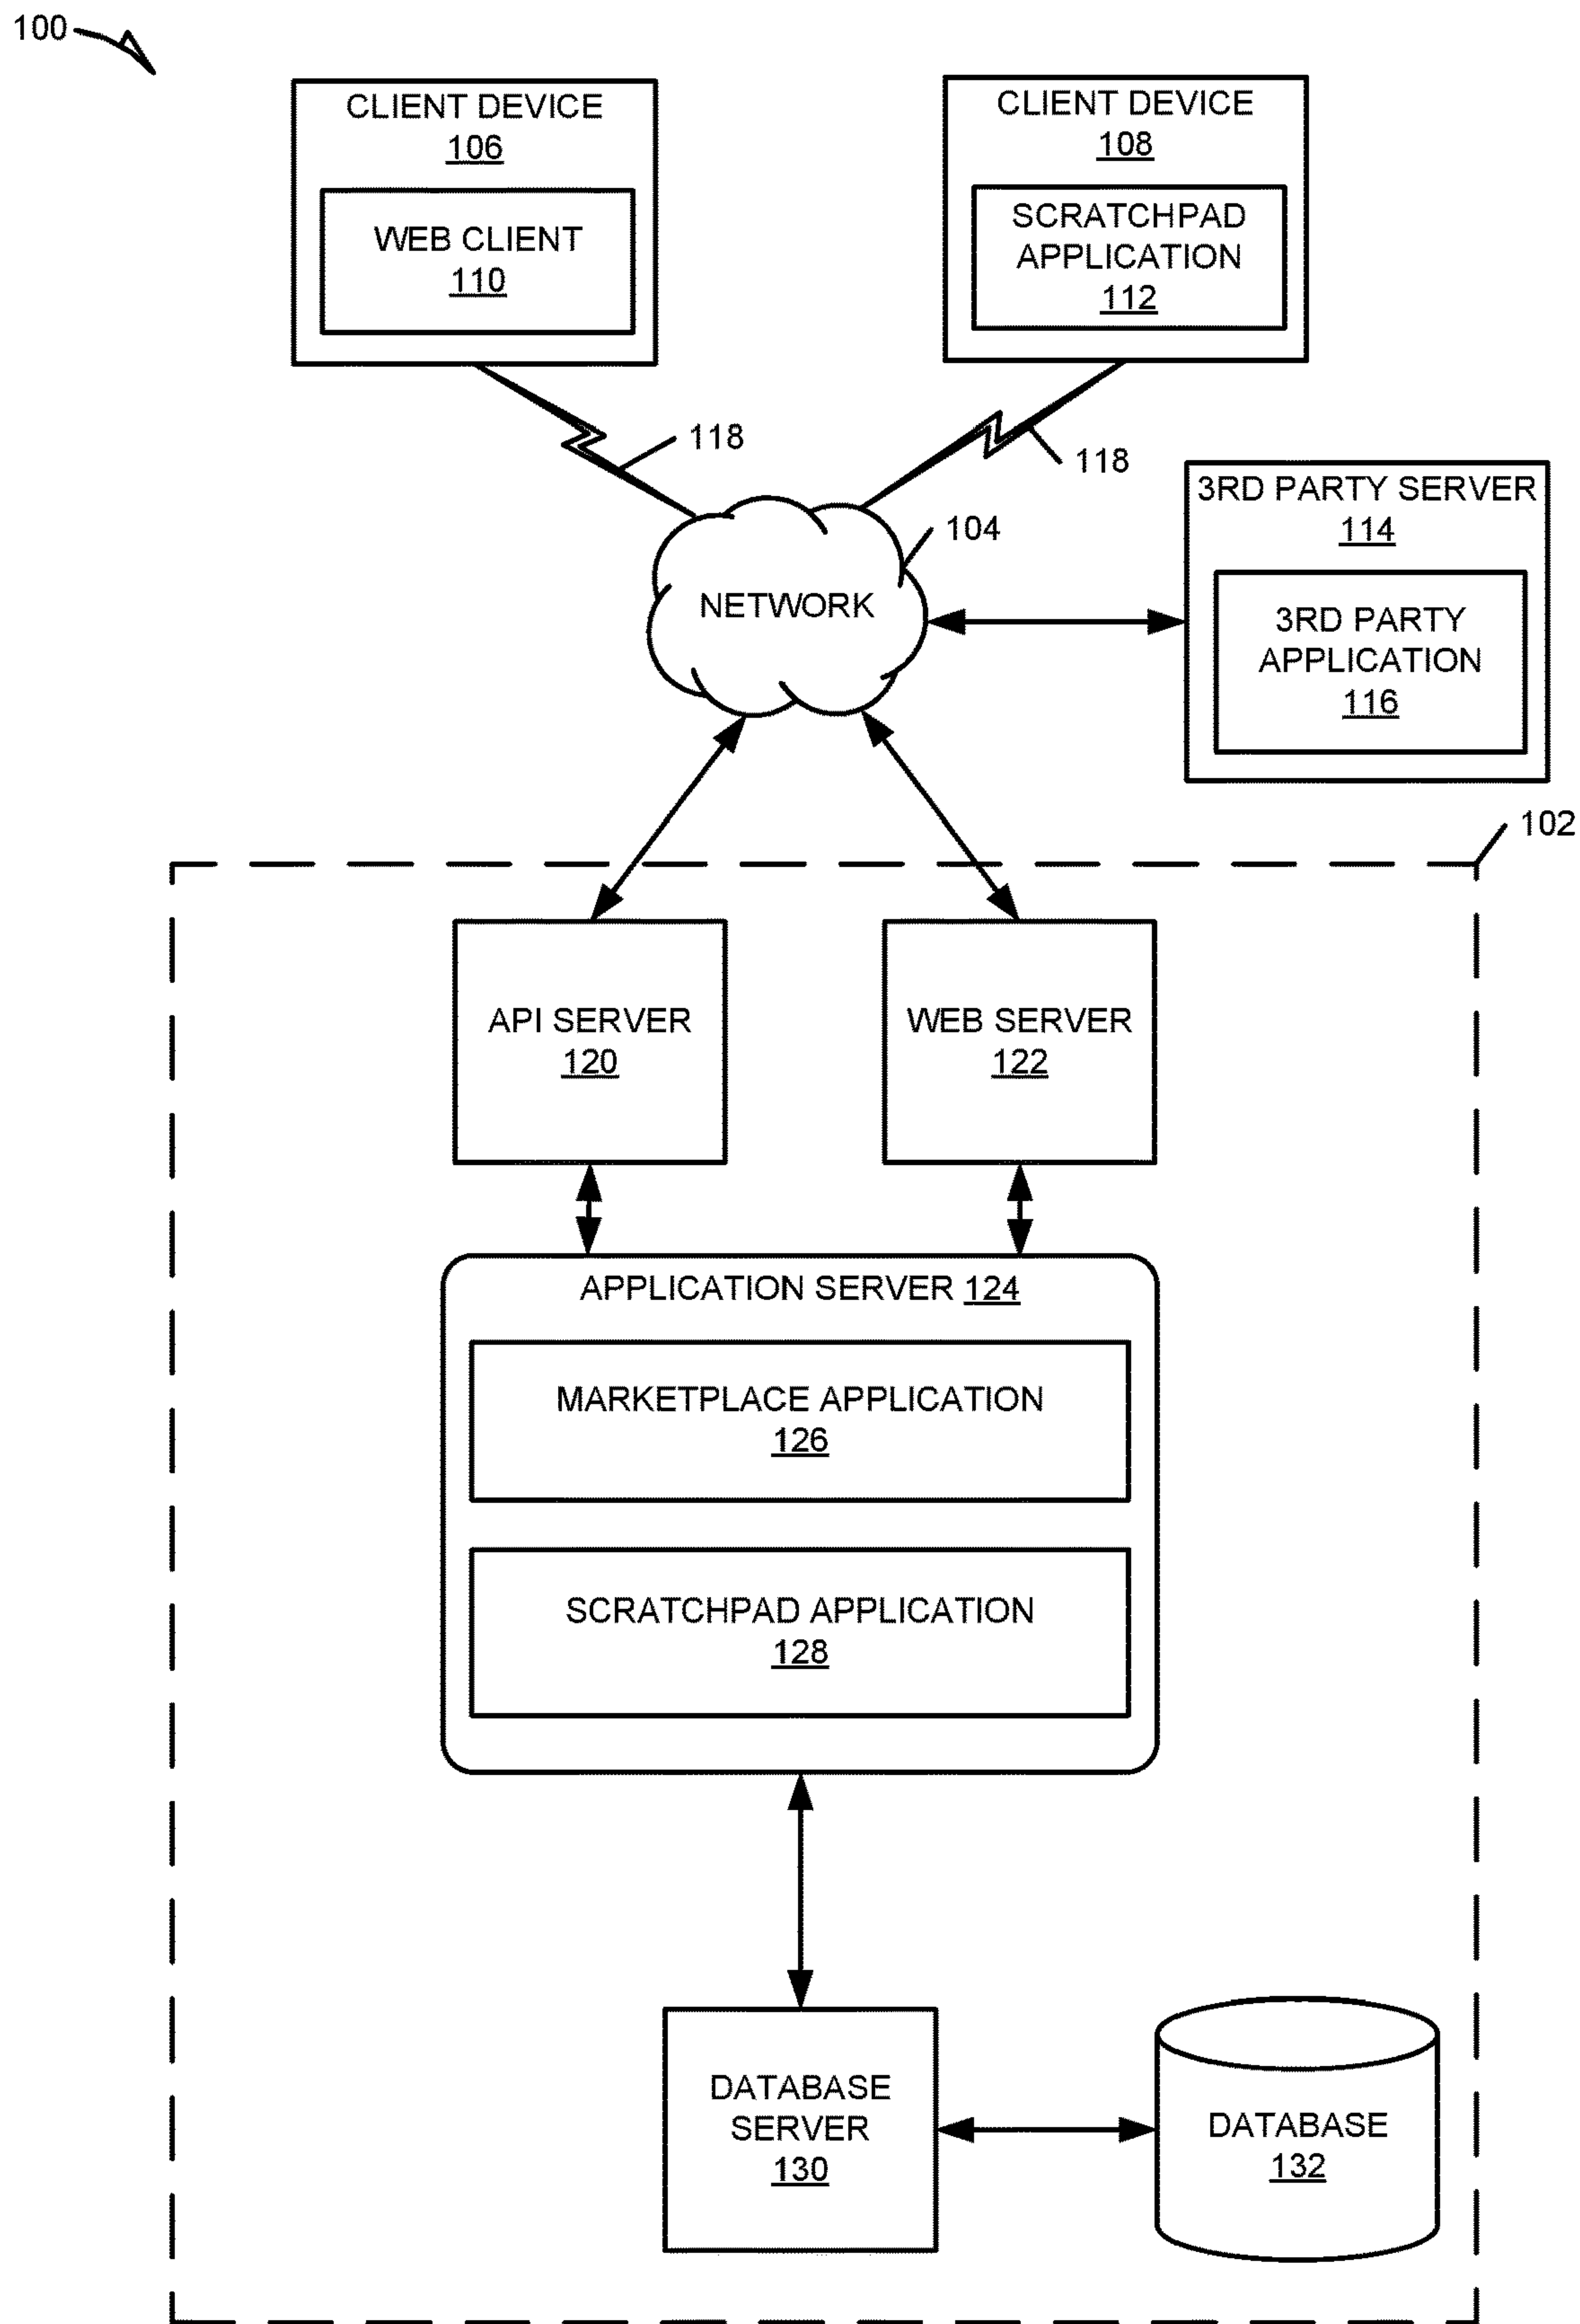 100
CLIENT DEVICE
106
WEB CLIENT
110
CLIENT DEVICE
108
SCRATCHPAD
APPLICATION
112
118
118
3RD PARTY SERVER
114
3RD PARTY
APPLICATION
116
104
NETWORK
102
API SERVER
120
WEB SERVER
122
APPLICATION SERVER 124
MARKETPLACE APPLICATION
126
SCRATCHPAD APPLICATION
128
DATABASE
SERVER
130
DATABASE
132